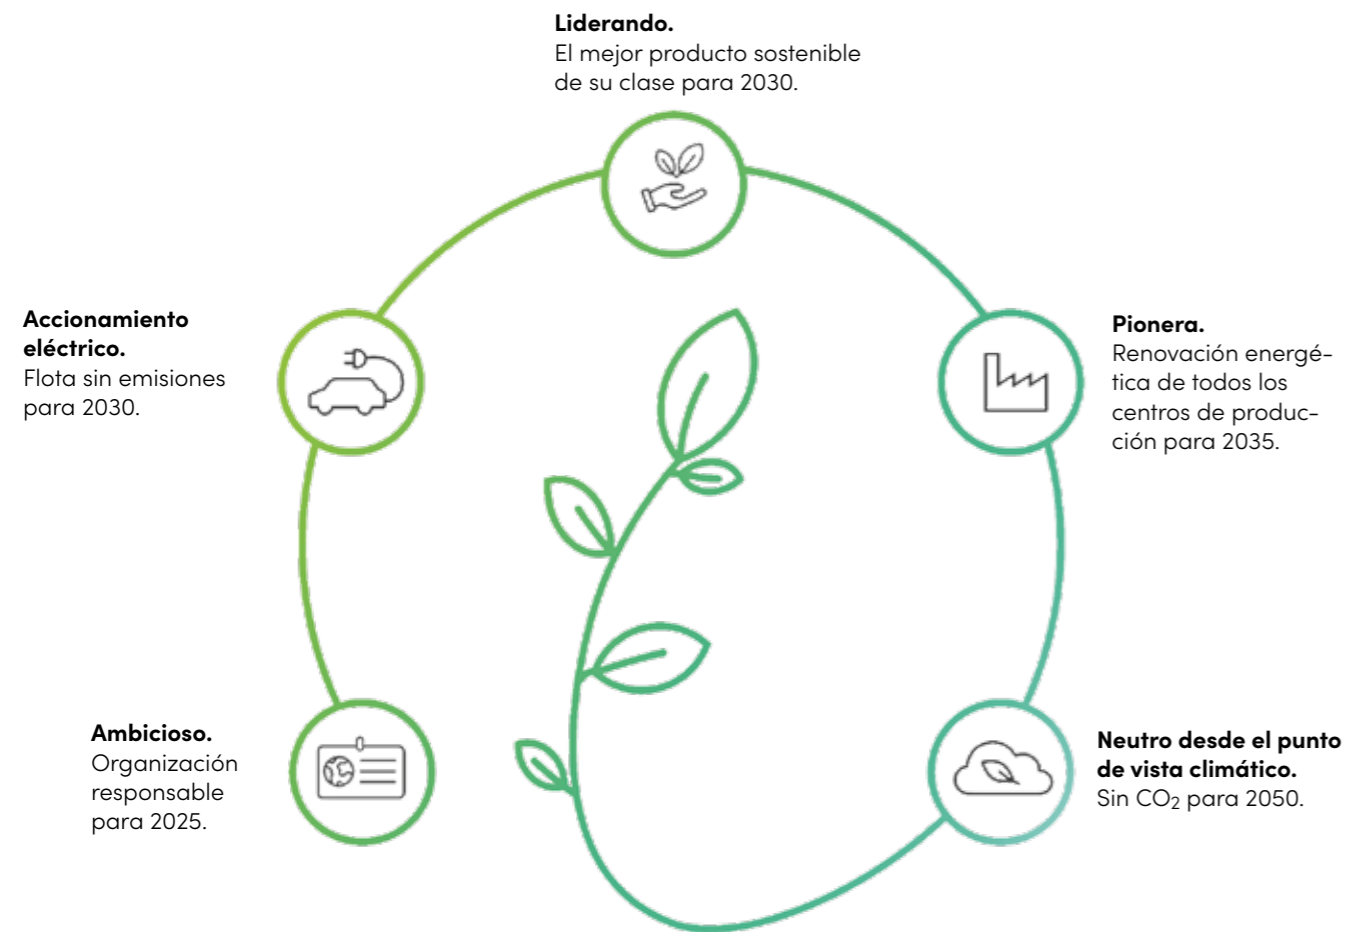 Liderando.
El mejor producto sostenible
de su clase para 2030.
Accionamiento
eléctrico.
Flota sin emisiones
para 2030.
Pionera.
Renovación energé-
tica de todos los
centros de produc-
ción para 2035.
Ambicioso.
Organización
responsable
para 2025.
Neutro desde el punto
de vista climático.
Sin CO₂ para 2050.